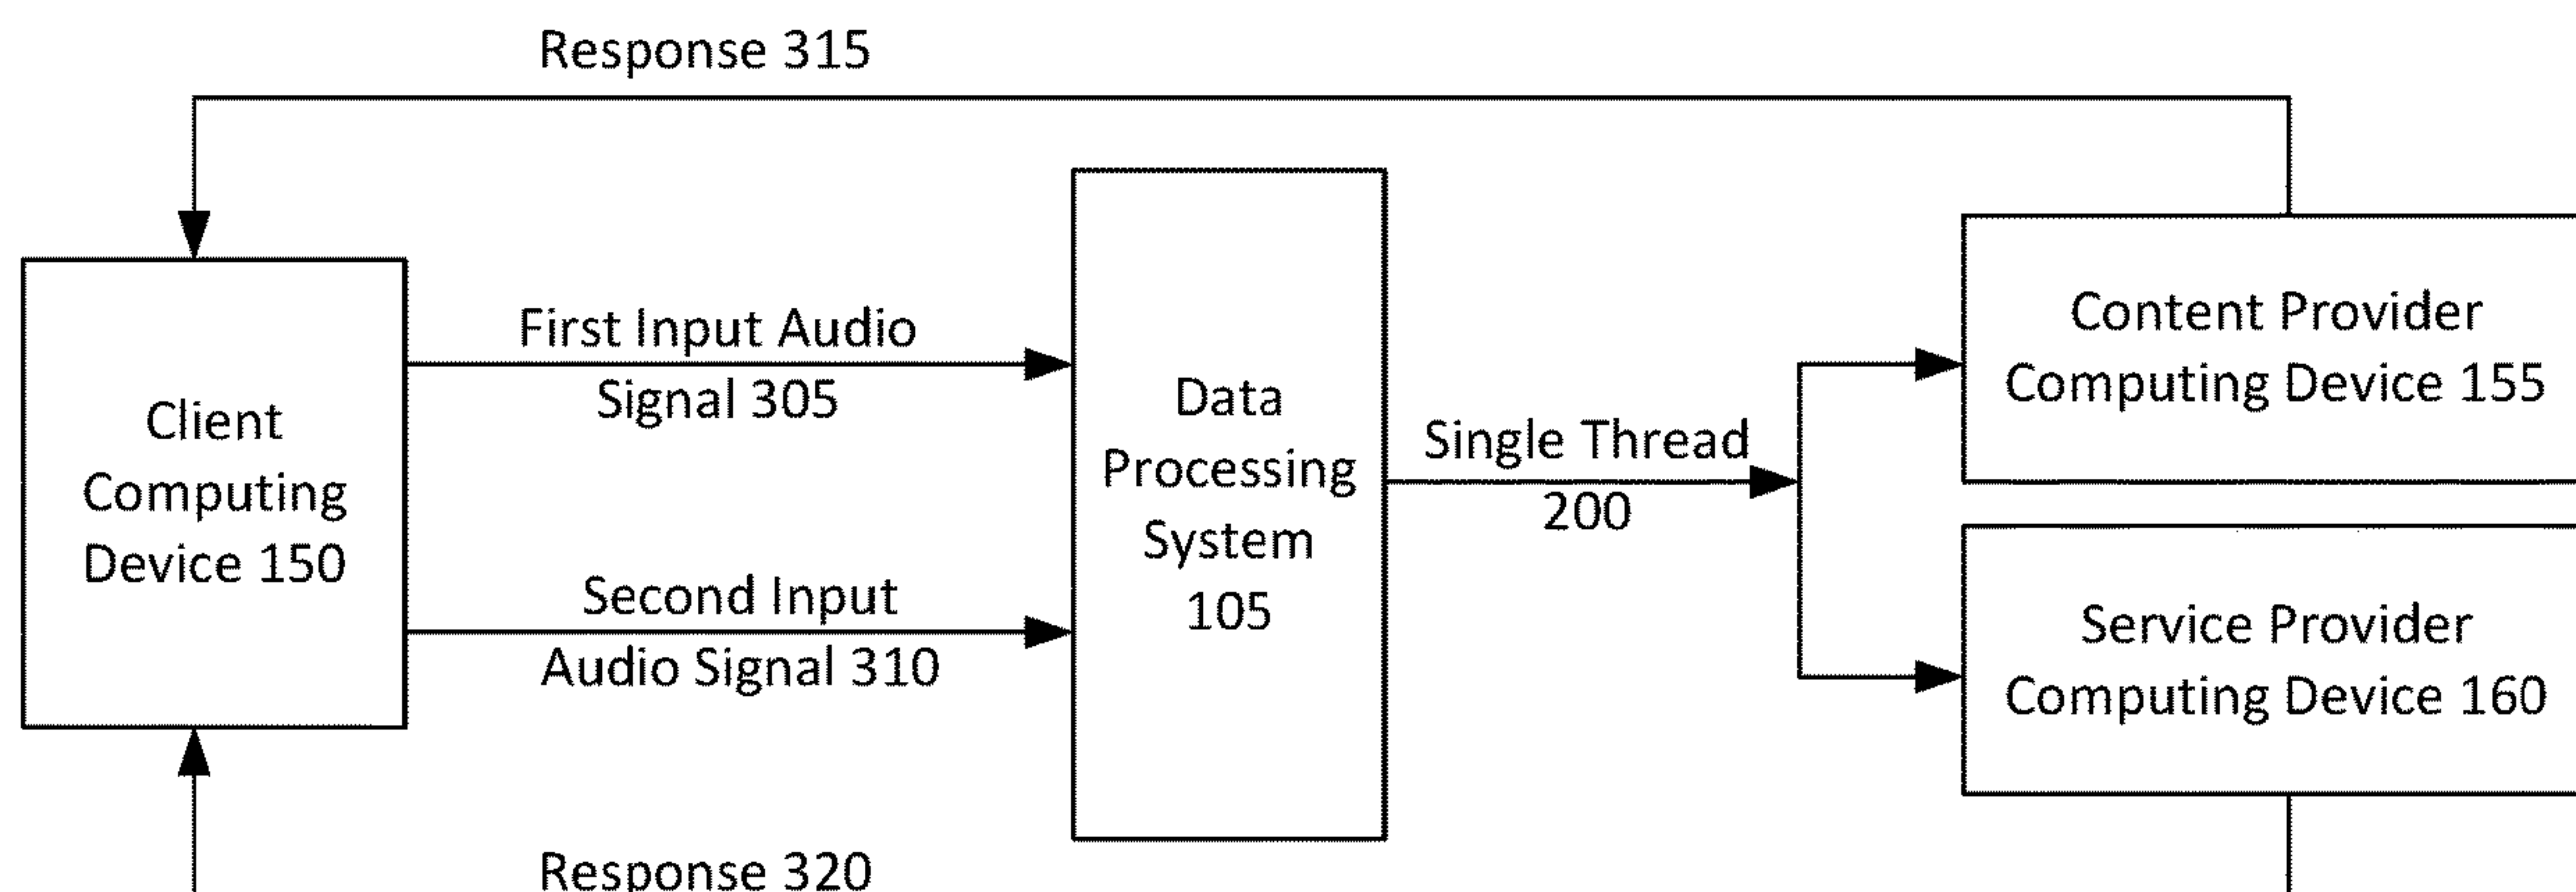 Response 315
First Input Audio
Signal 305
Client
Computing
Device 150
Second Input
Audio Signal 310
Data
Processing
System
105
Single Thread
200
Content Provider
Computing Device 155
Service Provider
Computing Device 160
Response 320